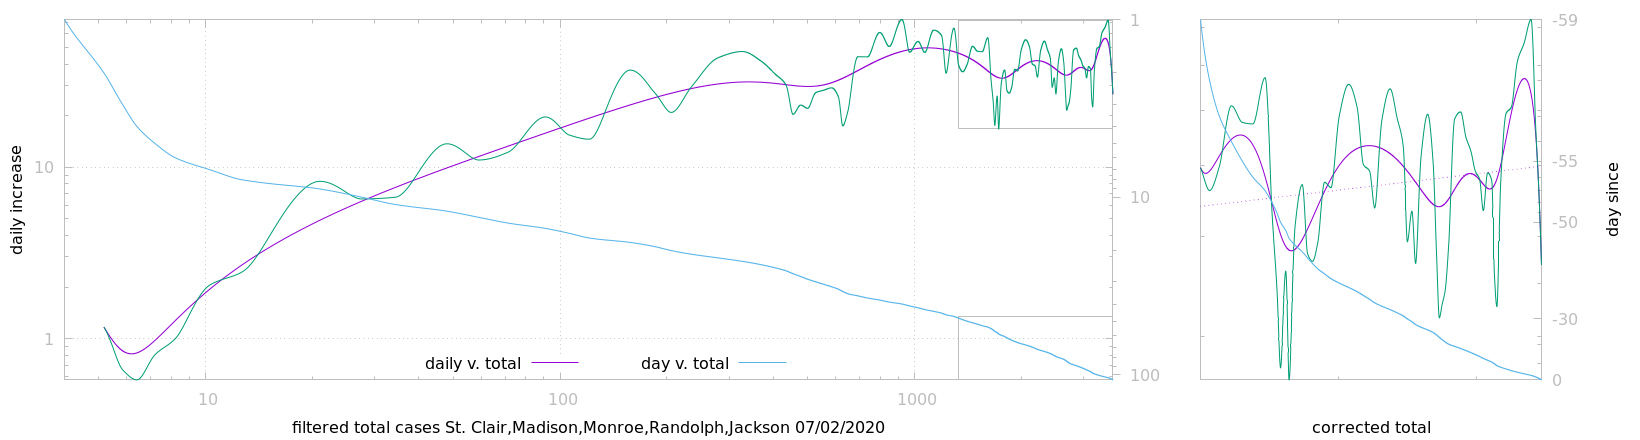 1
-59
10
-55
10
-50
daily increase
day since
1
-30
daily v. total
day v. total
100
0
10
100
1000
filtered total cases St. Clair,Madison,Monroe,Randolph,Jackson 07/02/2020
corrected total